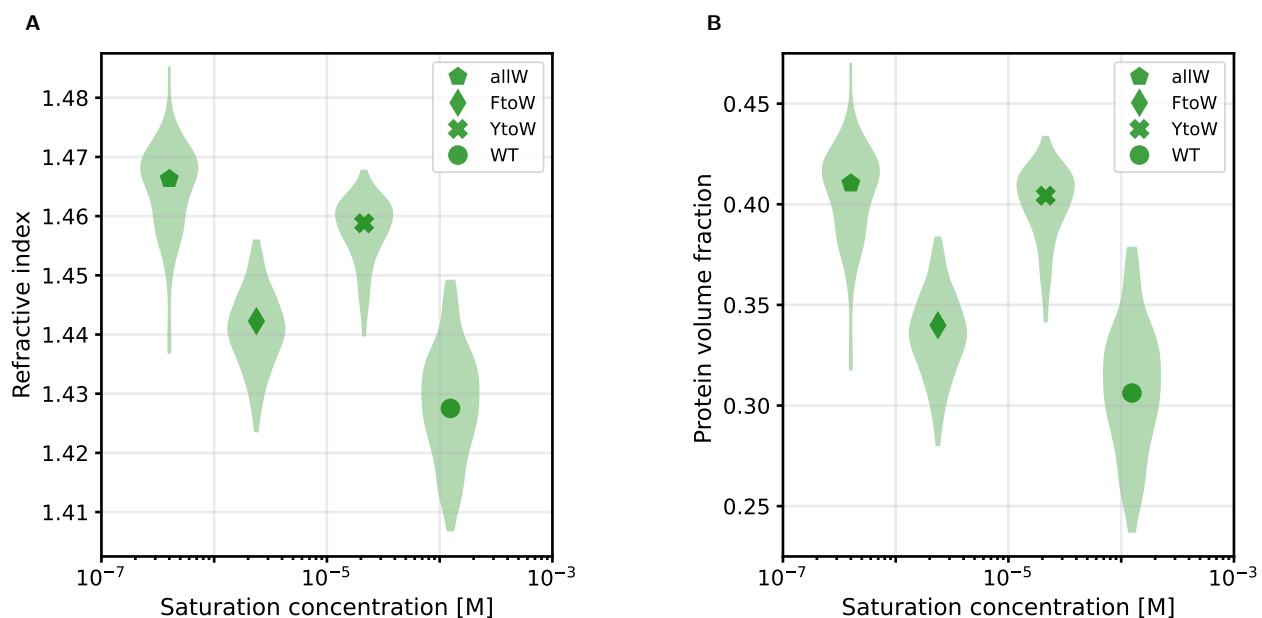 A
Refractive index
1.48
1.47
1.46
1.45
1.44
1.43
1.42
1.41
allW
FtoW
YtoW
WT
10⁻⁷
10⁻⁵
10⁻³
Saturation concentration [M]
B
Protein volume fraction
0.45
0.40
0.35
0.30
0.25
allW
FtoW
YtoW
WT
10⁻⁷
10⁻⁵
10⁻³
Saturation concentration [M]